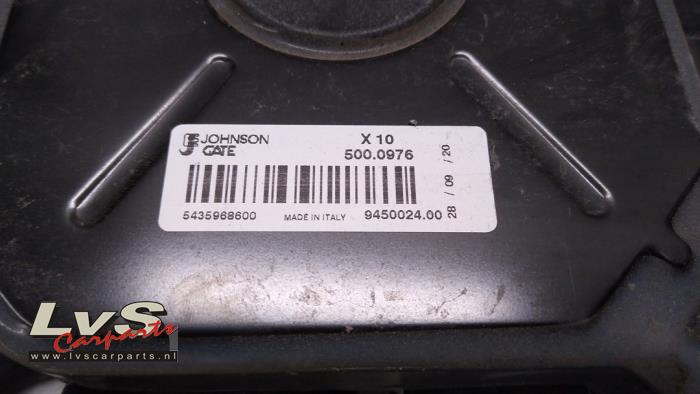 JOHNSON GATE
X 10
500.0976
5435968600 MADE IN ITALY 9450024.00
28 / 09 / 20
LvS
Carparts
www.lvscarparts.nl